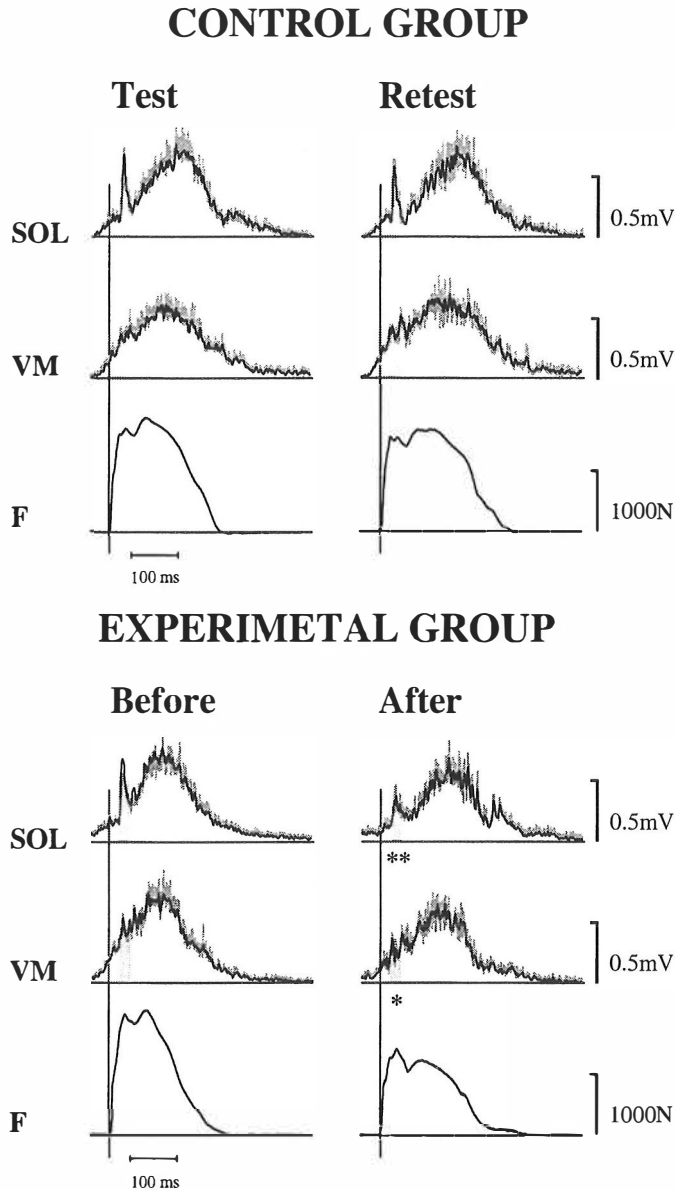 CONTROL GROUP
Test Retest
SOL 0.5mV
VM 0.5mV
F 1000N
100 ms
EXPERIMETAL GROUP
Before After
SOL 0.5mV
**
VM 0.5mV
*
F 1000N
100 ms